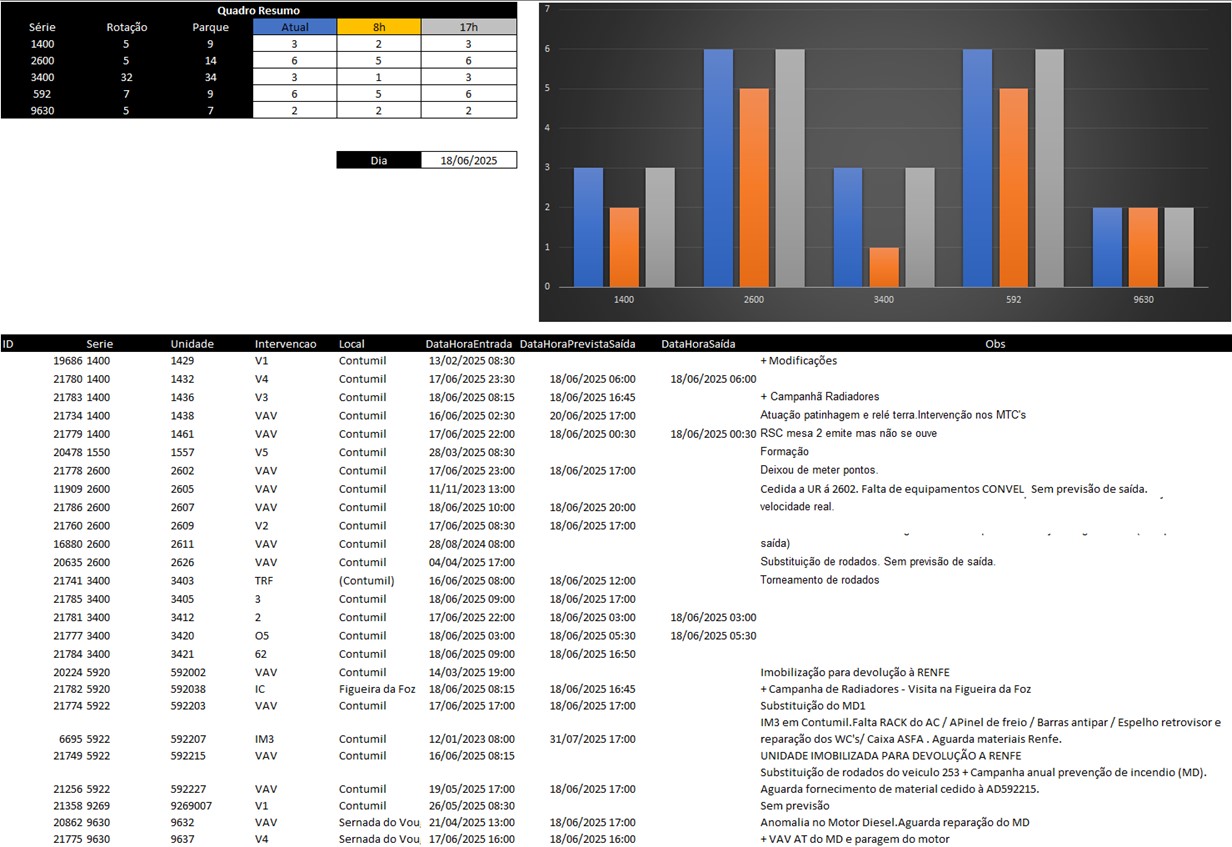 Quadro Resumo
Série Rotação Parque Atual 8h 17h
1400 5 9 3 2 3
2600 5 14 6 5 6
3400 32 34 3 1 3
592 7 9 6 5 6
9630 5 7 2 2 2
Dia 18/06/2025
7
6
5
4
3
2
1
0
1400 2600 3400 592 9630
ID Serie Unidade Intervencao Local DataHoraEntrada DataHoraPrevistaSaída DataHoraSaída Obs
19686 1400 1429 V1 Contumil 13/02/2025 08:30 + Modificações
21780 1400 1432 V4 Contumil 17/06/2025 23:30 18/06/2025 06:00 18/06/2025 06:00
21783 1400 1436 V3 Contumil 18/06/2025 08:15 18/06/2025 16:45 + Campanhã Radiadores
21734 1400 1438 VAV Contumil 16/06/2025 02:30 20/06/2025 17:00 Atuação patinhagem e relé terra.Intervenção nos MTC's
21779 1400 1461 VAV Contumil 17/06/2025 22:00 18/06/2025 00:30 18/06/2025 00:30 RSC mesa 2 emite mas não se ouve
20478 1550 1557 V5 Contumil 28/03/2025 08:30 Formação
21778 2600 2602 VAV Contumil 17/06/2025 23:00 18/06/2025 17:00 Deixou de meter pontos.
11909 2600 2605 VAV Contumil 11/11/2023 13:00 Cedida a UR á 2602. Falta de equipamentos CONVEL Sem previsão de saída.
21786 2600 2607 VAV Contumil 18/06/2025 10:00 18/06/2025 20:00 velocidade real.
21760 2600 2609 V2 Contumil 17/06/2025 08:30 18/06/2025 17:00
16880 2600 2611 VAV Contumil 28/08/2024 08:00 saída)
20635 2600 2626 VAV Contumil 04/04/2025 17:00 Substituição de rodados. Sem previsão de saída.
21741 3400 3403 TRF (Contumil) 16/06/2025 08:00 18/06/2025 12:00 Torneamento de rodados
21785 3400 3405 3 Contumil 18/06/2025 09:00 18/06/2025 17:00
21781 3400 3412 2 Contumil 17/06/2025 22:00 18/06/2025 03:00 18/06/2025 03:00
21777 3400 3420 O5 Contumil 18/06/2025 03:00 18/06/2025 05:30 18/06/2025 05:30
21784 3400 3421 62 Contumil 18/06/2025 09:00 18/06/2025 16:50
20224 5920 592002 VAV Contumil 14/03/2025 19:00 Imobilização para devolução à RENFE
21782 5920 592038 IC Figueira da Foz 18/06/2025 08:15 18/06/2025 16:45 + Campanha de Radiadores - Visita na Figueira da Foz
21774 5922 592203 VAV Contumil 17/06/2025 17:00 18/06/2025 17:00 Substituição do MD1
IM3 em Contumil.Falta RACK do AC / APinel de freio / Barras antipar / Espelho retrovisor e
6695 5922 592207 IM3 Contumil 12/01/2023 08:00 31/07/2025 17:00 reparação dos WC's/ Caixa ASFA . Aguarda materiais Renfe.
21749 5922 592215 VAV Contumil 16/06/2025 08:15 UNIDADE IMOBILIZADA PARA DEVOLUÇÃO A RENFE
Substituição de rodados do veiculo 253 + Campanha anual prevenção de incendio (MD).
21256 5922 592227 VAV Contumil 19/05/2025 17:00 18/06/2025 17:00 Aguarda fornecimento de material cedido à AD592215.
21358 9269 9269007 V1 Contumil 26/05/2025 08:30 Sem previsão
20862 9630 9632 VAV Sernada do Vou 21/04/2025 13:00 18/06/2025 17:00 Anomalia no Motor Diesel.Aguarda reparação do MD
21775 9630 9637 V4 Sernada do Vou 17/06/2025 16:00 18/06/2025 16:00 + VAV AT do MD e paragem do motor